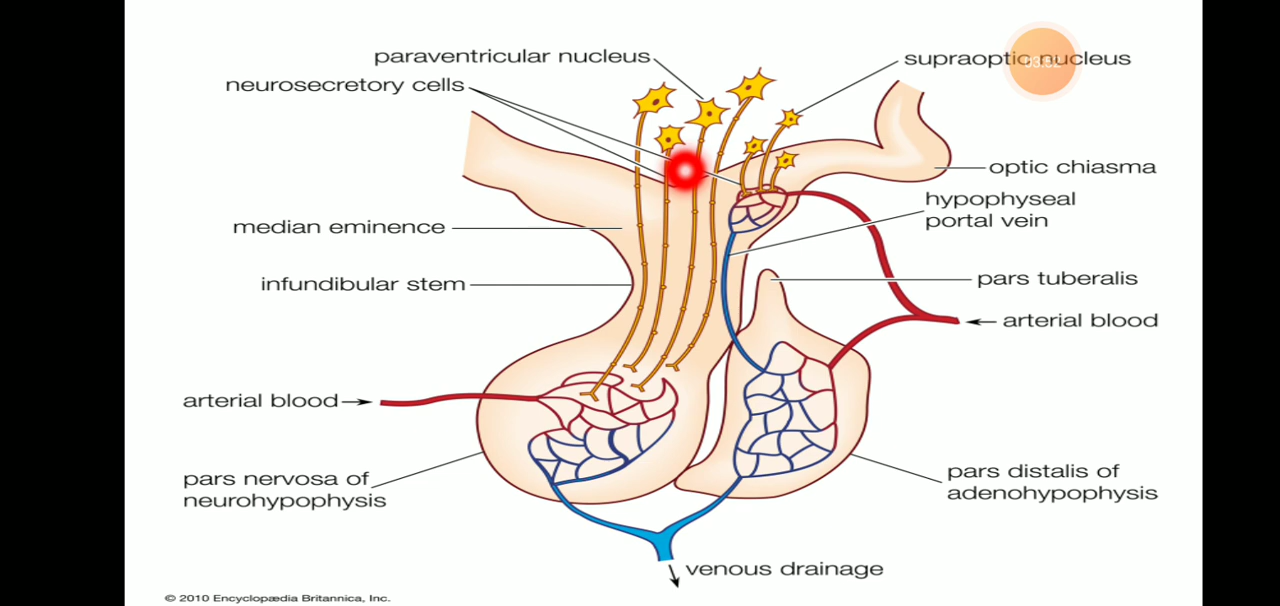 paraventricular nucleus
supraoptic nucleus
neurosecretory cells
optic chiasma
hypophyseal
portal vein
median eminence
infundibular stem
pars tuberalis
arterial blood
arterial blood
pars nervosa of
neurohypophysis
pars distalis of
adenohypophysis
venous drainage
© 2010 Encyclopædia Britannica, Inc.